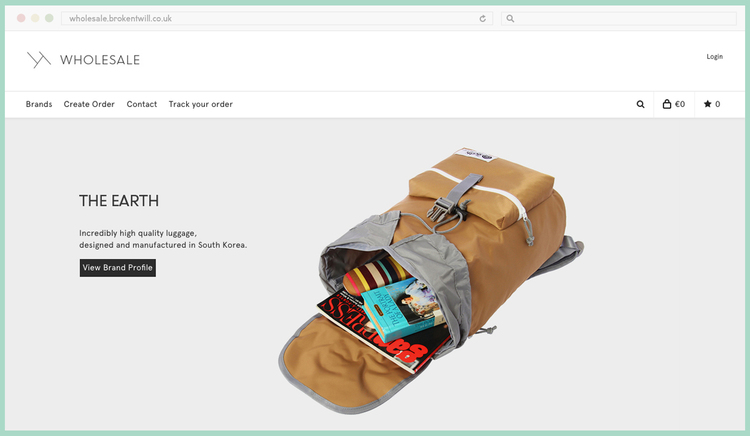 wholesale.brokentwill.co.uk
WHOLESALE
Login
Brands Create Order Contact Track your order
€0 0
THE EARTH
Incredibly high quality luggage,
designed and manufactured in South Korea.
View Brand Profile